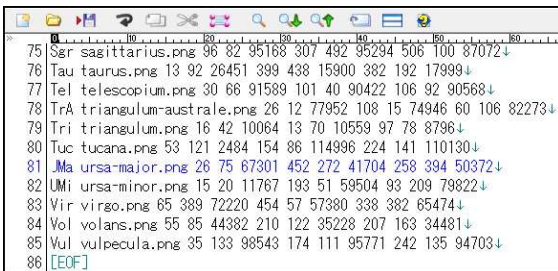 0 10 20 30 40 50 60
75 Sgr sagittarius.png 96 82 95168 307 492 95294 506 100 87072↓
76 Tau taurus.png 13 92 26451 399 438 15900 382 192 17999↓
77 Tel telescopium.png 30 66 91589 101 40 90422 106 92 90568↓
78 TrA triangulum-australe.png 26 12 77952 108 15 74946 60 106 82273↓
79 Tri triangulum.png 16 42 10064 13 70 10559 97 78 8796↓
80 Tuc tucana.png 53 121 2484 154 86 114996 224 141 110130↓
81 UMa ursa-major.png 26 75 67301 452 272 41704 258 394 50372↓
82 UMi ursa-minor.png 15 20 11767 193 51 59504 93 209 79822↓
83 Vir virgo.png 65 389 72220 454 57 57380 338 382 65474↓
84 Vol volans.png 55 85 44382 210 122 35228 207 163 34481↓
85 Vul vulpecula.png 35 133 98543 174 111 95771 242 135 94703↓
86 [EOF]